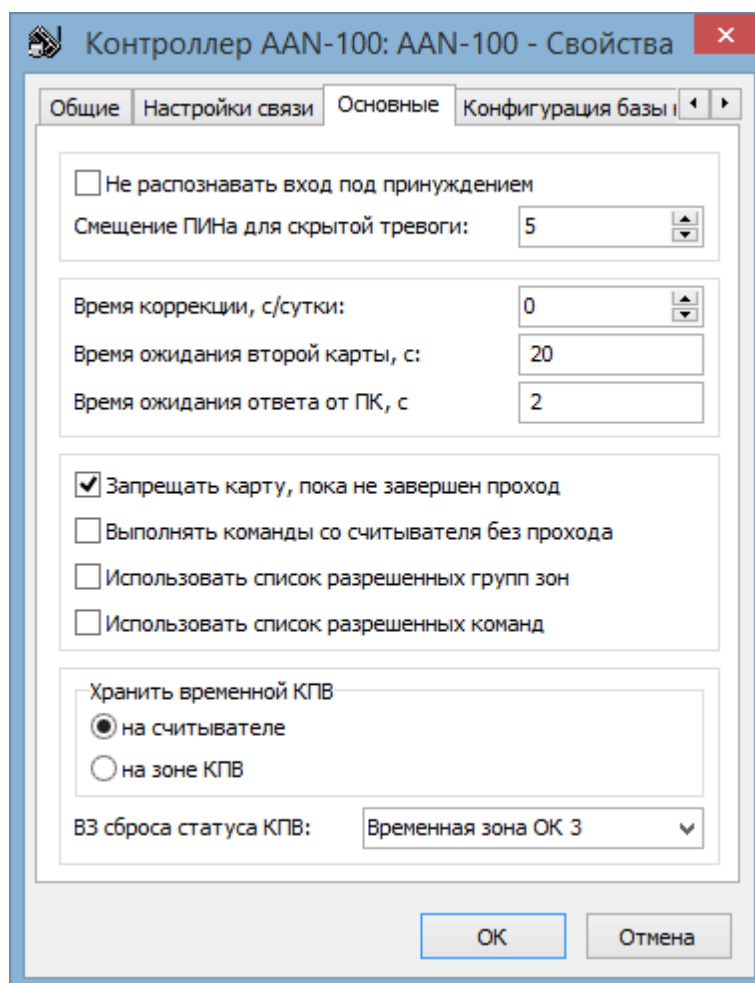 Контроллер AAN-100: AAN-100 - Свойства
Общие Настройки связи Основные Конфигурация базы
Не распознавать вход под принуждением
Смещение ПИНа для скрытой тревоги: 5
Время коррекции, с/сутки: 0
Время ожидания второй карты, с: 20
Время ожидания ответа от ПК, с 2
Запрещать карту, пока не завершен проход
Выполнять команды со считывателя без прохода
Использовать список разрешенных групп зон
Использовать список разрешенных команд
Хранить временной КПВ
на считывателе
на зоне КПВ
ВЗ сброса статуса КПВ: Временная зона ОК 3
ОК Отмена